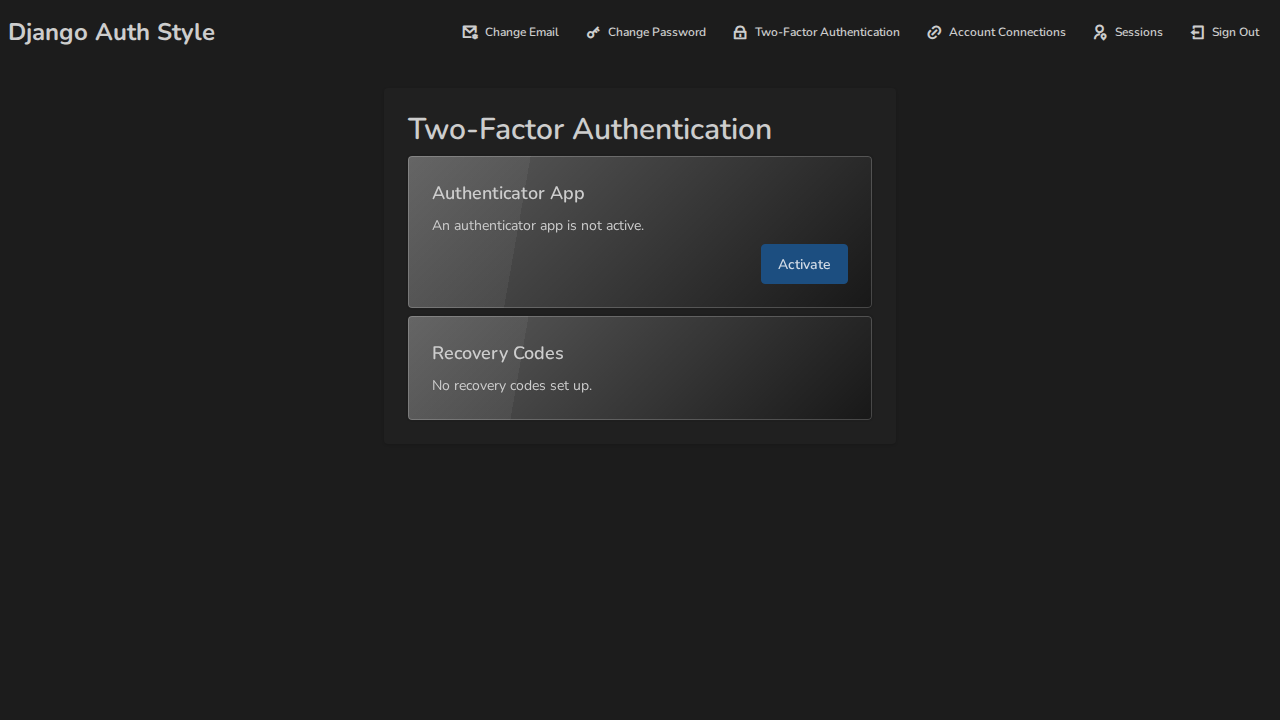 Django Auth Style
Change Email
Change Password
Two-Factor Authentication
Account Connections
Sessions
Sign Out
Two-Factor Authentication
Authenticator App
An authenticator app is not active.
Activate
Recovery Codes
No recovery codes set up.